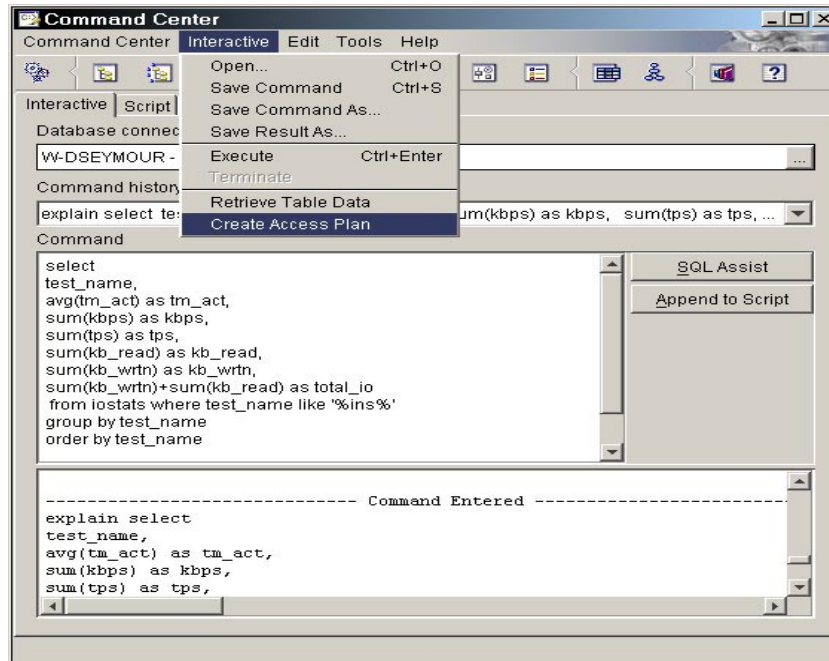 Command Center
Command Center Interactive Edit Tools Help
Open... Ctrl+O
Save Command Ctrl+S
Save Command As...
Save Result As...
Execute Ctrl+Enter
Terminate
Retrieve Table Data
Create Access Plan
Interactive Script
Database connec
W-DSEYMOUR - ...
Command history
explain select um(kbps) as kbps, sum(tps) as tps, ...
Command
select
test_name,
avg(tm_act) as tm_act,
sum(kbps) as kbps,
sum(tps) as tps,
sum(kb_read) as kb_read,
sum(kb_wrtn) as kb_wrtn,
sum(kb_wrtn)+sum(kb_read) as total_io
from iostats where test_name like '%ins%'
group by test_name
order by test_name
SQL Assist
Append to Script
------------------------------ Command Entered ------------------------
explain select
test_name,
avg(tm_act) as tm_act,
sum(kbps) as kbps,
sum(tps) as tps,